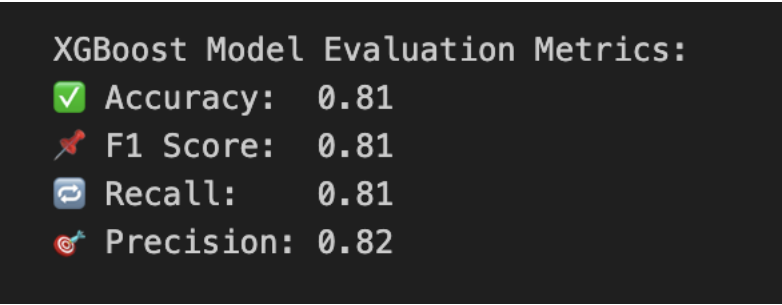 XGBoost Model Evaluation Metrics:
✅ Accuracy:  0.81
📌 F1 Score:  0.81
🔁 Recall:    0.81
🎯 Precision: 0.82